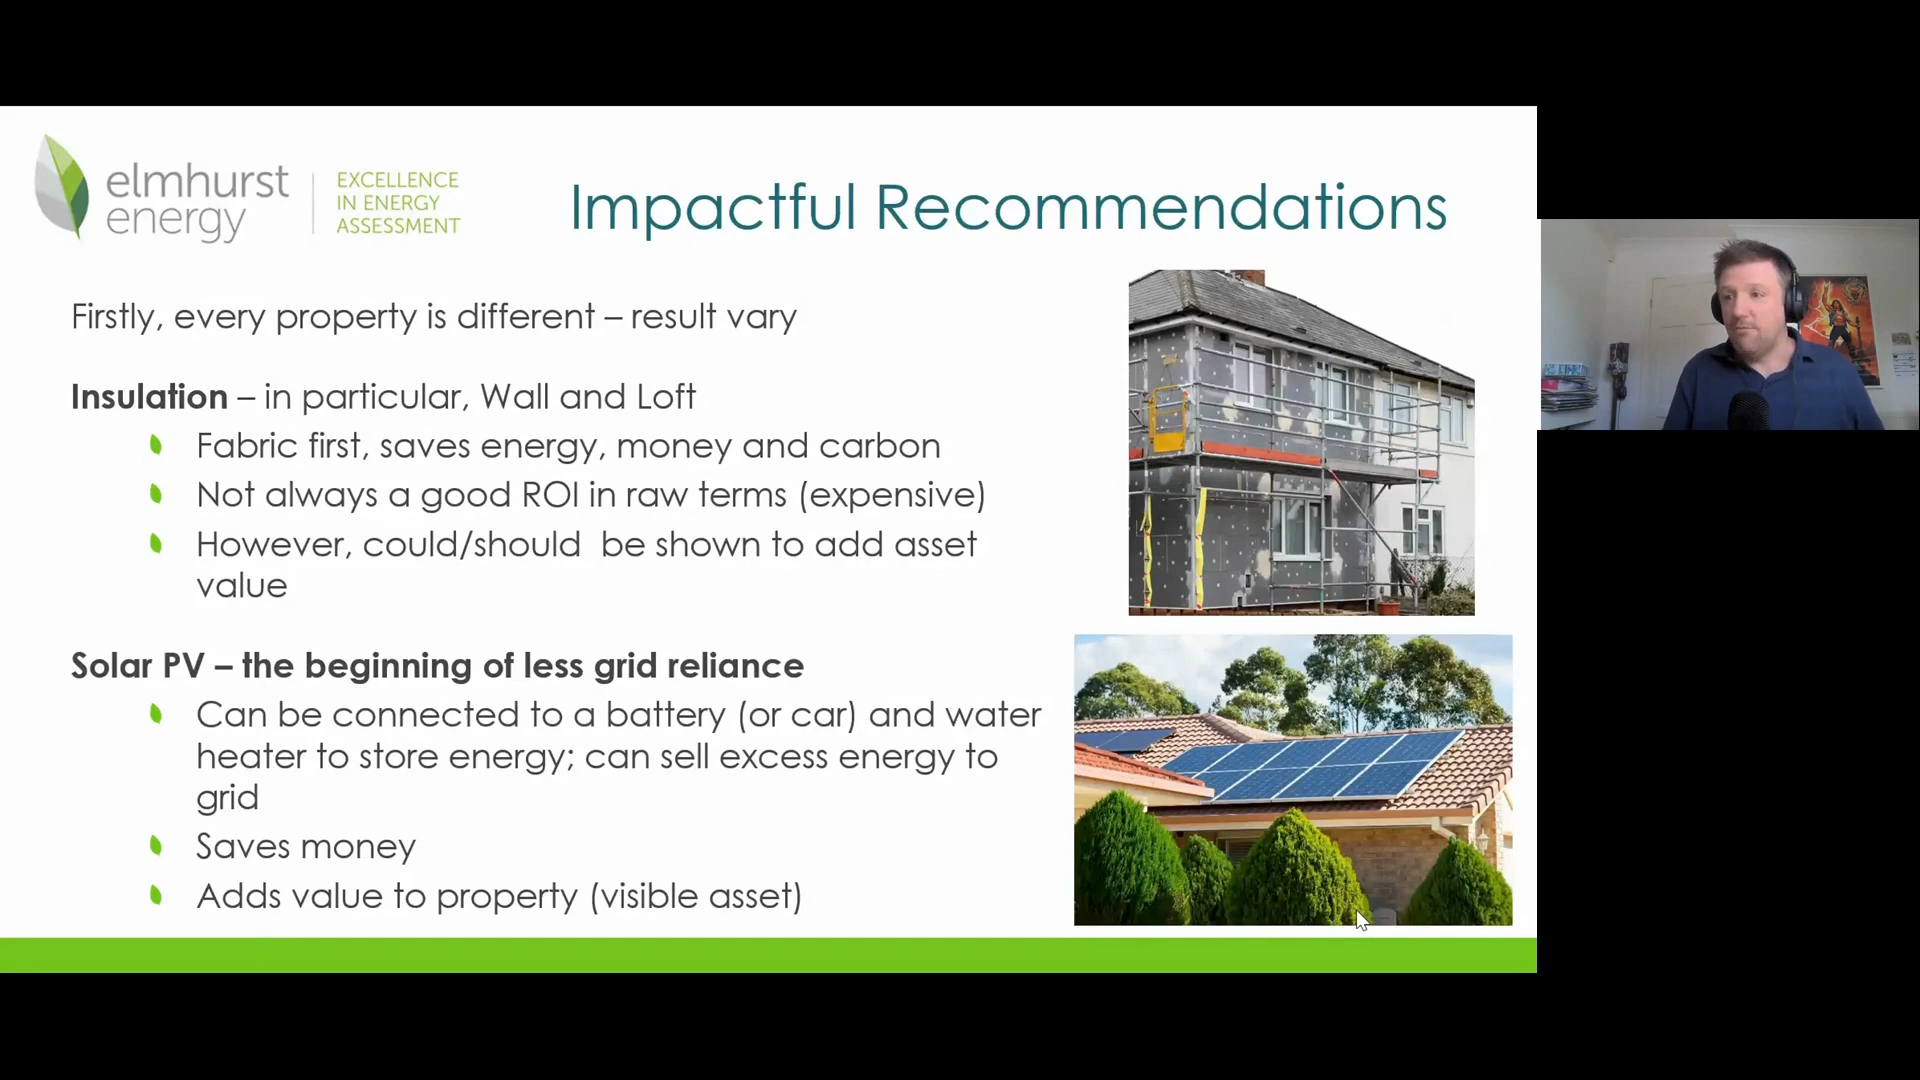 elmhurst
energy
EXCELLENCE
IN ENERGY
ASSESSMENT
Impactful Recommendations
Firstly, every property is different – result vary
Insulation – in particular, Wall and Loft
Fabric first, saves energy, money and carbon
Not always a good ROI in raw terms (expensive)
However, could/should  be shown to add asset
value
Solar PV – the beginning of less grid reliance
Can be connected to a battery (or car) and water
heater to store energy; can sell excess energy to
grid
Saves money
Adds value to property (visible asset)